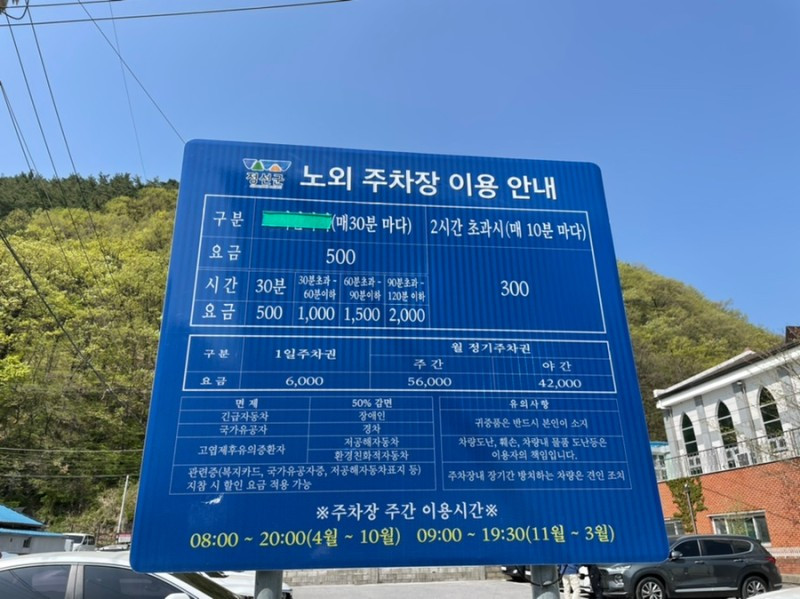 정선군 노외 주차장 이용 안내
구분 (매30분 마다) 2시간 초과시(매 10분 마다)
요금 500 300
시간 30분 30분초과~60분이하 60분초과~90분이하 90분초과~120분 이하
요금 500 1,000 1,500 2,000
구분 1일주차권 월 정기주차권
주간 야간
요금 6,000 56,000 42,000
면 제 50% 감면 유의사항
긴급자동차 장애인
국가유공자 경차
고엽제후유의증환자 저공해자동차
환경친화적자동차
관련증(복지카드, 국가유공자증, 저공해자동차표지 등)
지참 시 할인 요금 적용 가능
귀중품은 반드시 본인이 소지
차량도난, 훼손, 차량내 물품 도난등은
이용자의 책임입니다.
주차장내 장기간 방치하는 차량은 견인 조치
※주차장 주간 이용시간※
08:00 ~ 20:00(4월 ~ 10월) 09:00 ~ 19:30(11월 ~ 3월)